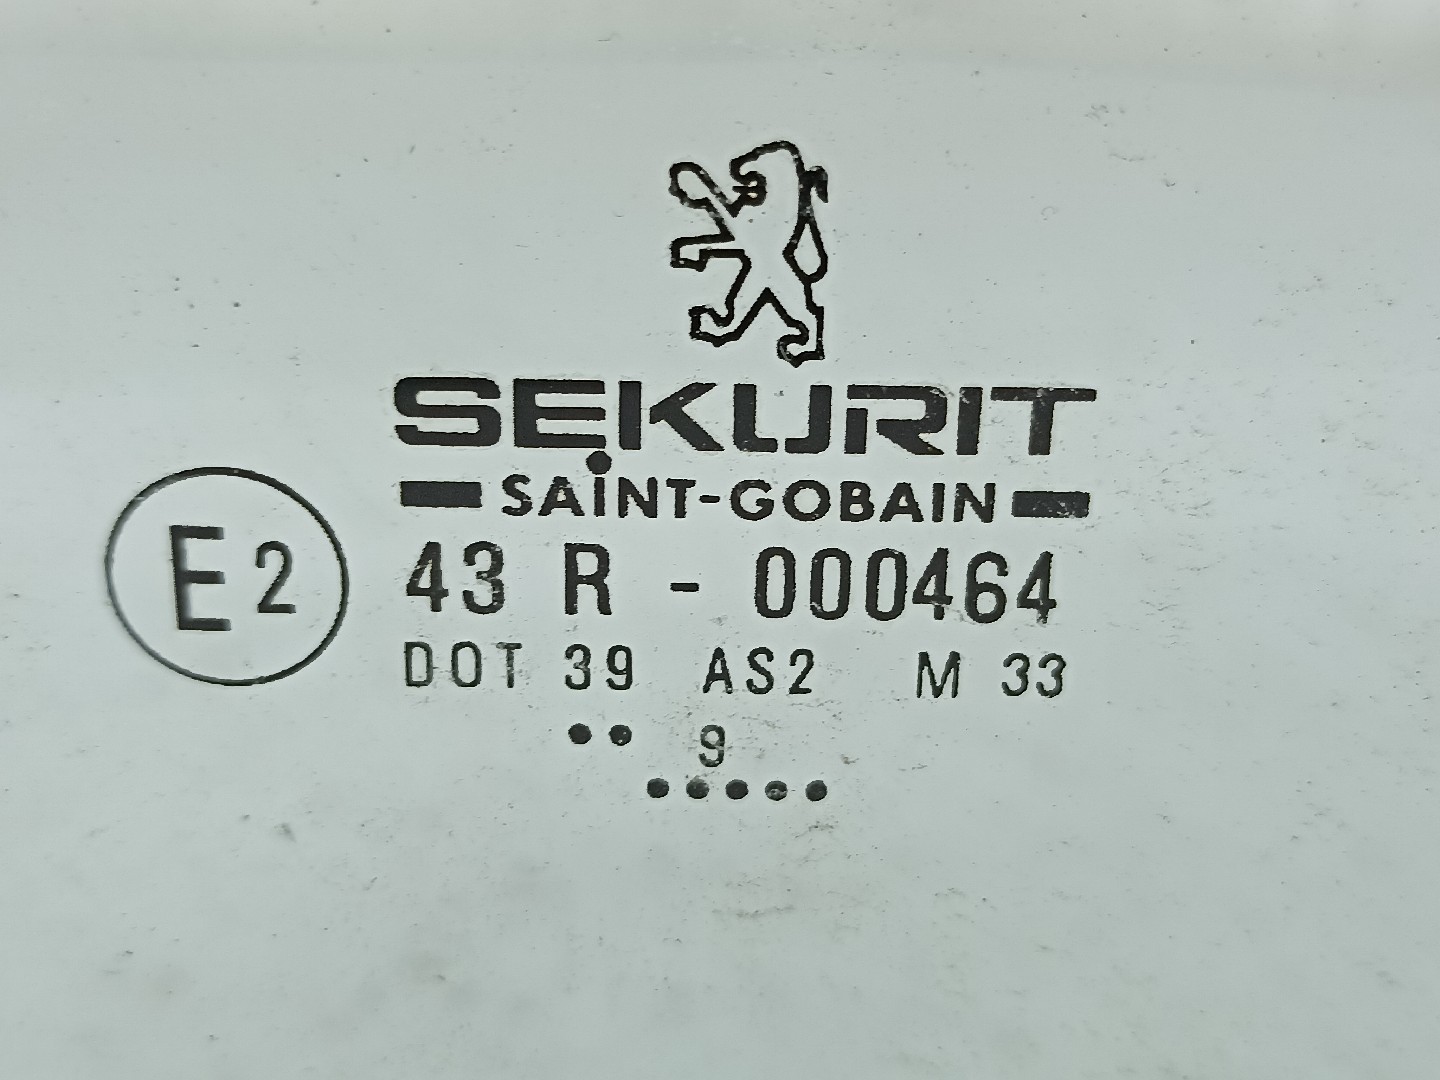 SEKURIT
SAINT-GOBAIN
E2
43 R - 000464
DOT 39 AS2 M 33
•• 9
•••••